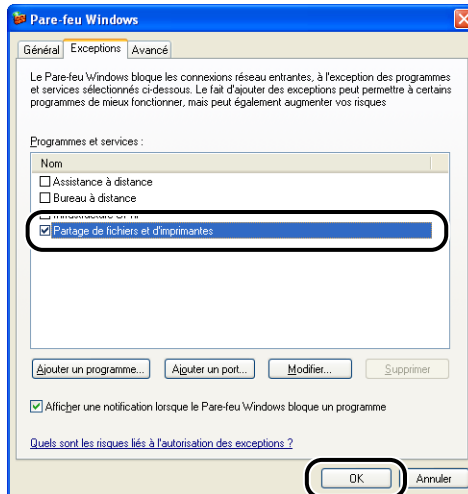 Pare-feu Windows
Général Exceptions Avancé
Le Pare-feu Windows bloque les connexions réseau entrantes, à l'exception des programmes
et services sélectionnés ci-dessous. Le fait d'ajouter des exceptions peut permettre à certains
programmes de mieux fonctionner, mais peut également augmenter vos risques
Programmes et services :
Nom
Assistance à distance
Bureau à distance
Partage de fichiers et d'imprimantes
Ajouter un programme... Ajouter un port... Modifier... Supprimer
Afficher une notification lorsque le Pare-feu Windows bloque un programme
Quels sont les risques liés à l'autorisation des exceptions ?
OK Annuler